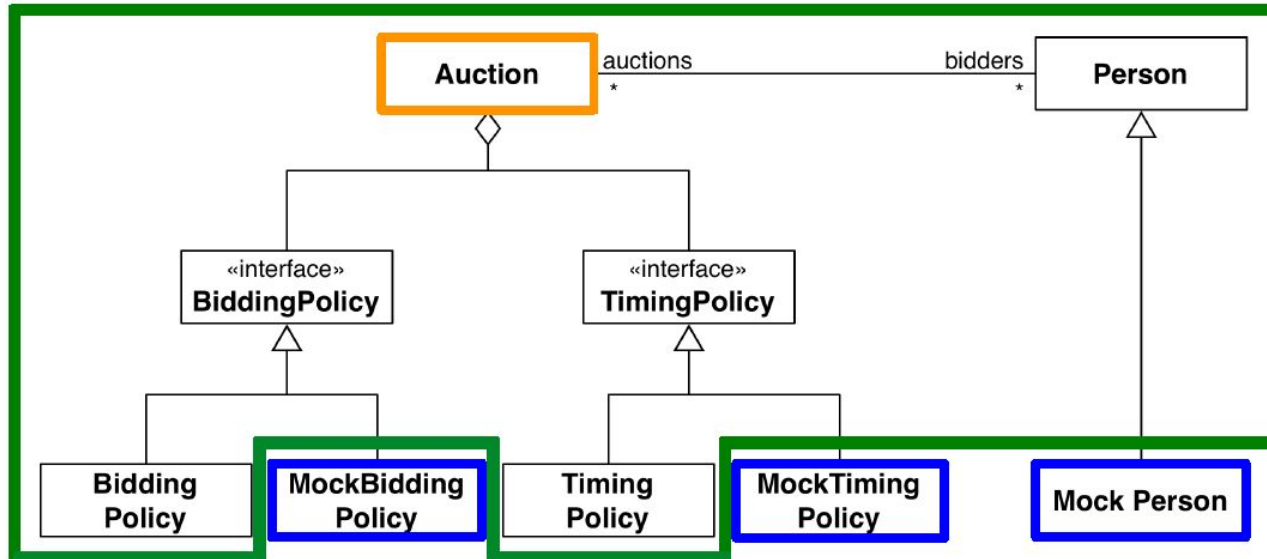 Auction
auctions
*
bidders
*
Person
«interface»
BiddingPolicy
«interface»
TimingPolicy
Bidding
Policy
MockBidding
Policy
Timing
Policy
MockTiming
Policy
Mock Person